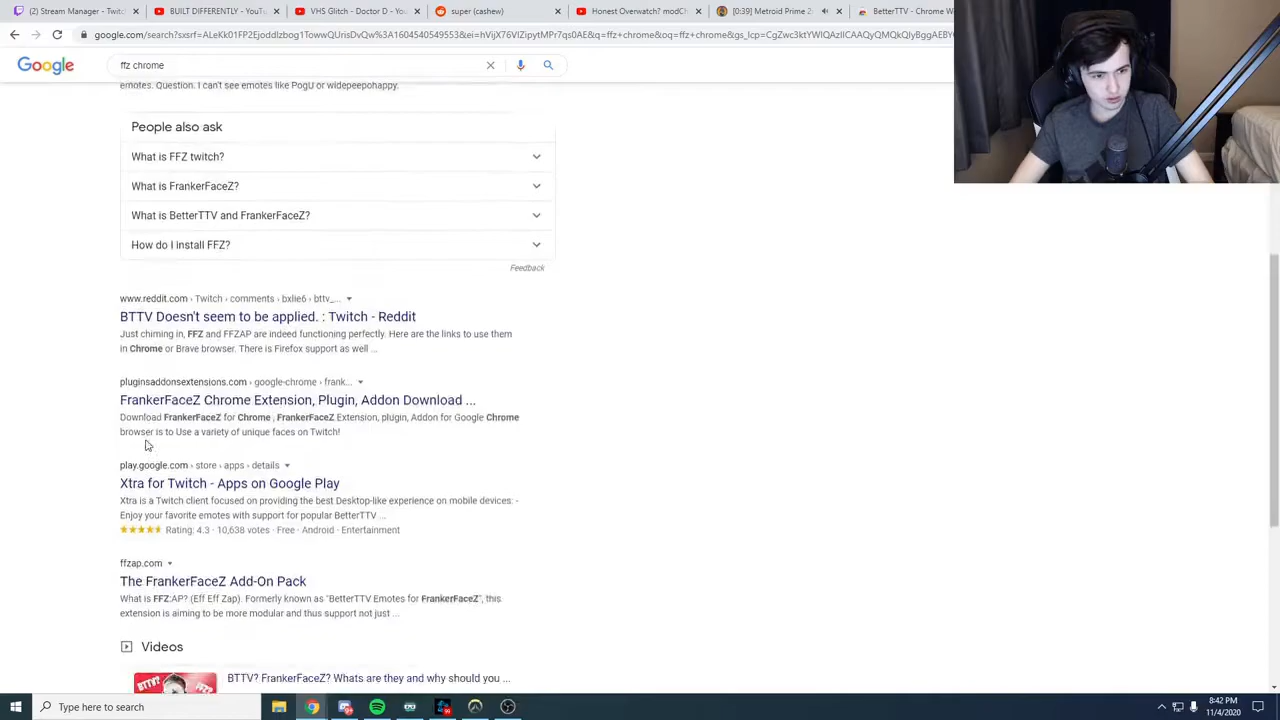 (2) Stream Manager - Twitc
BUILT DIFFERENTLY - YouTub
VHS Glitch - Doctor D - YouTub
super (cashew)
Honest Overwatch? modCh
[0:39] Metroid Prime 2:
BetterTTV - Chrome W
Google
ffz chrome
emotes. Question. I can't see emotes like PogU or widepeepohappy.
People also ask
What is FFZ twitch?
What is FrankerFaceZ?
What is BetterTTV and FrankerFaceZ?
How do I install FFZ?
Feedback
www.reddit.com › Twitch › comments › bxlie6 › bttv_...
BTTV Doesn't seem to be applied. : Twitch - Reddit
Just chiming in, FFZ and FFZAP are indeed functioning perfectly. Here are the links to use them
in Chrome or Brave browser. There is Firefox support as well ...
pluginsaddonsextensions.com › google-chrome › frank...
FrankerFaceZ Chrome Extension, Plugin, Addon Download ...
Download FrankerFaceZ for Chrome , FrankerFaceZ Extension, plugin, Addon for Google Chrome
browser is to Use a variety of unique faces on Twitch!
play.google.com › store › apps › details
Xtra for Twitch - Apps on Google Play
Xtra is a Twitch client focused on providing the best Desktop-like experience on mobile devices: -
Enjoy your favorite emotes with support for popular BetterTTV ...
Rating: 4.3 · 10,638 votes · Free · Android · Entertainment
ffzap.com
The FrankerFaceZ Add-On Pack
What is FFZ:AP? (Eff Eff Zap). Formerly known as "BetterTTV Emotes for FrankerFaceZ", this
extension is aiming to be more modular and thus support not just ...
Videos
BTTV? FrankerFaceZ? Whats are they and why should you ...
Type here to search
8:42 PM
11/4/2020